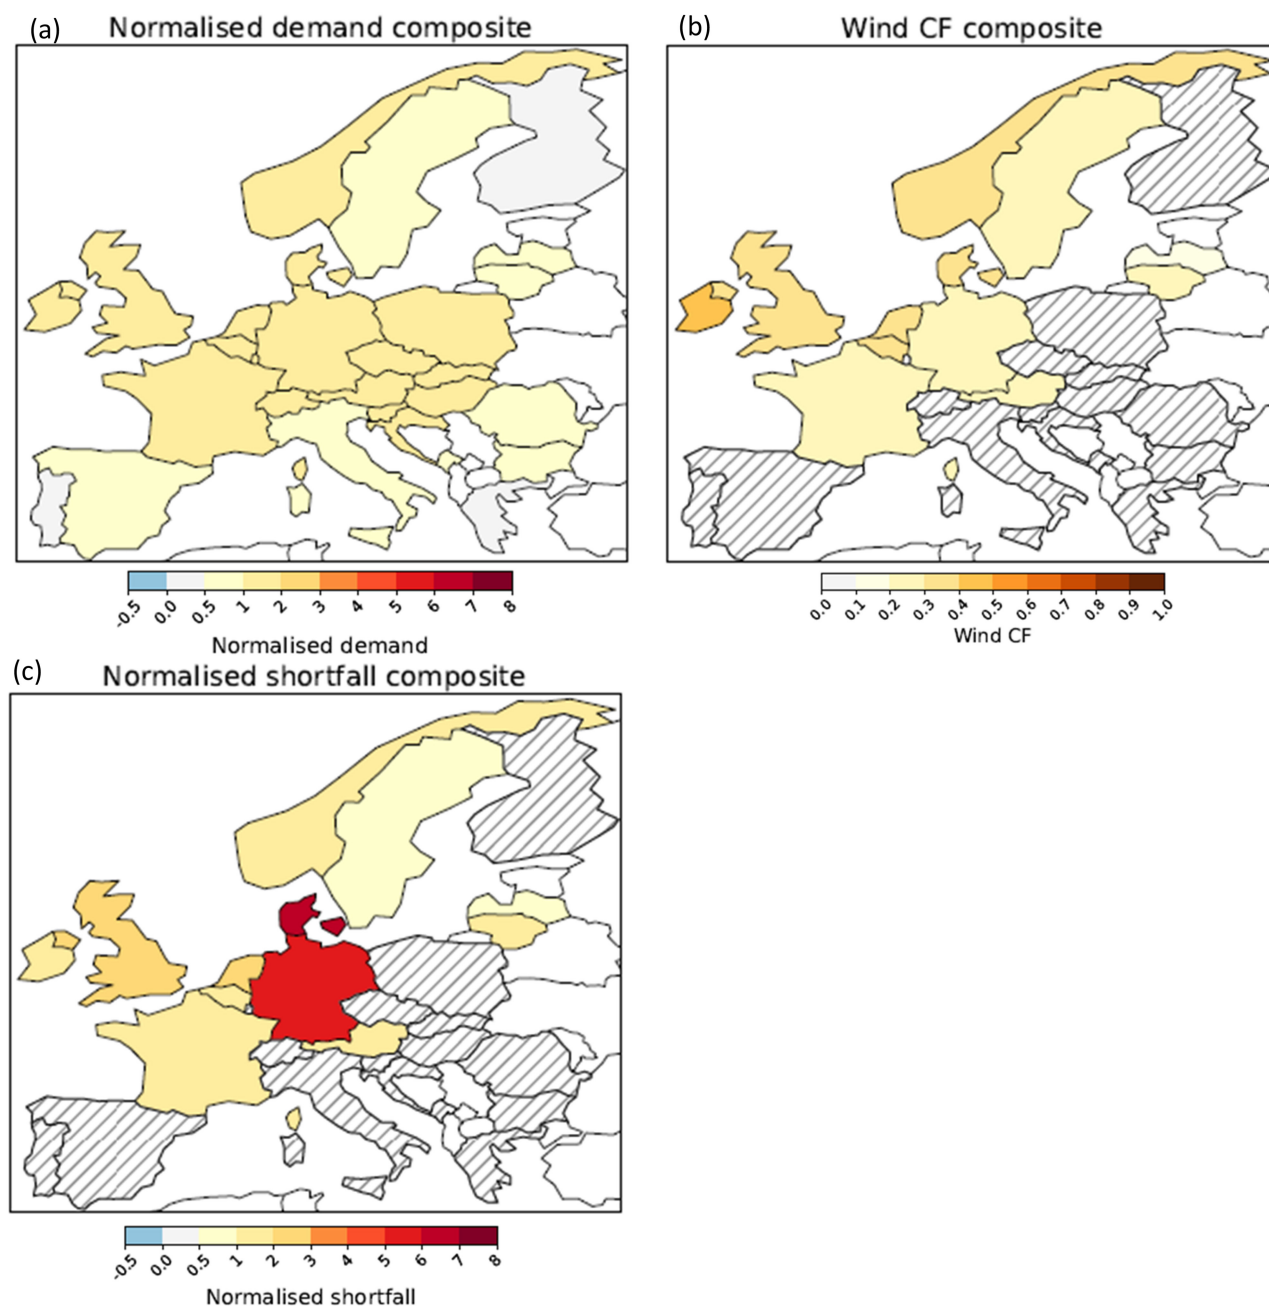 (a) Normalised demand composite
(b) Wind CF composite
-0.5 0.0 0.5 1 2 3 4 5 6 7 8
Normalised demand
0.0 0.1 0.2 0.3 0.4 0.5 0.6 0.7 0.8 0.9 1.0
Wind CF
(c) Normalised shortfall composite
-0.5 0.0 0.5 1 2 3 4 5 6 7 8
Normalised shortfall